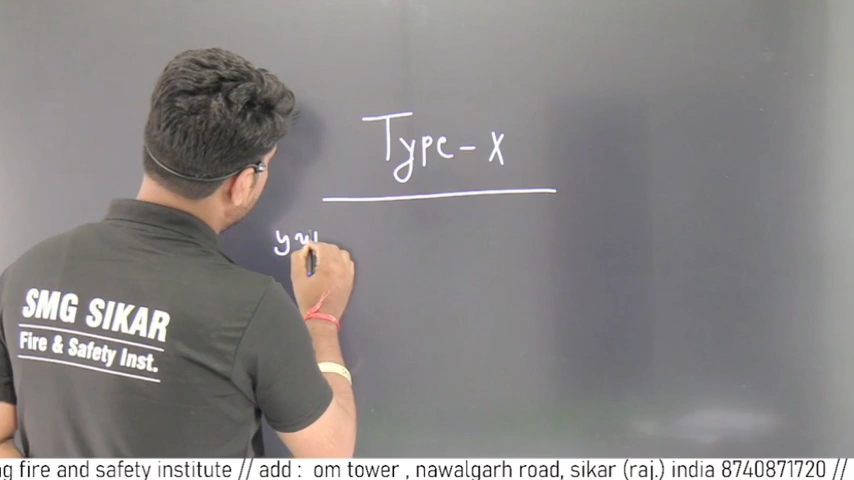 Type - X
SMG SIKAR
Fire & Safety Inst.
g fire and safety institute // add : om tower , nawalgarh road, sikar (raj.) india 8740871720 //